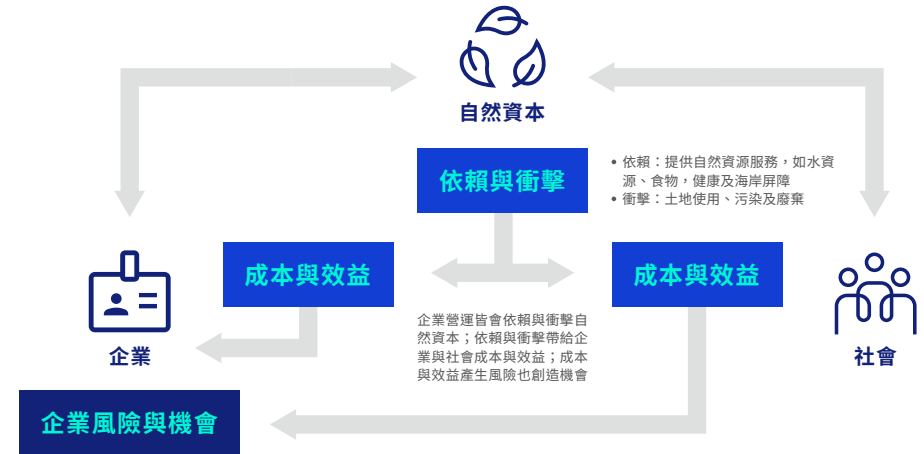 自然資本
依賴與衝擊
• 依賴：提供自然資源服務，如水資
源、食物，健康及海岸屏障
• 衝擊：土地使用、污染及廢棄
成本與效益
成本與效益
企業營運皆會依賴與衝擊自
然資本；依賴與衝擊帶給企
業與社會成本與效益；成本
與效益產生風險也創造機會
企業
社會
企業風險與機會